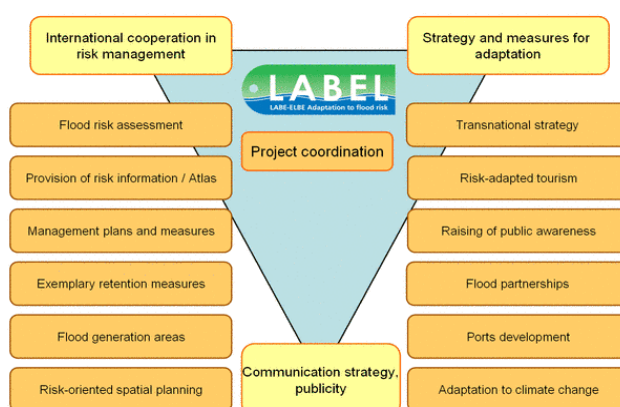 International cooperation in
risk management
Strategy and measures for
adaptation
LABEL
LABE-ELBE Adaptation to flood risk
Project coordination
Flood risk assessment
Provision of risk information / Atlas
Management plans and measures
Exemplary retention measures
Flood generation areas
Risk-oriented spatial planning
Transnational strategy
Risk-adapted tourism
Raising of public awareness
Flood partnerships
Ports development
Adaptation to climate change
Communication strategy,
publicity